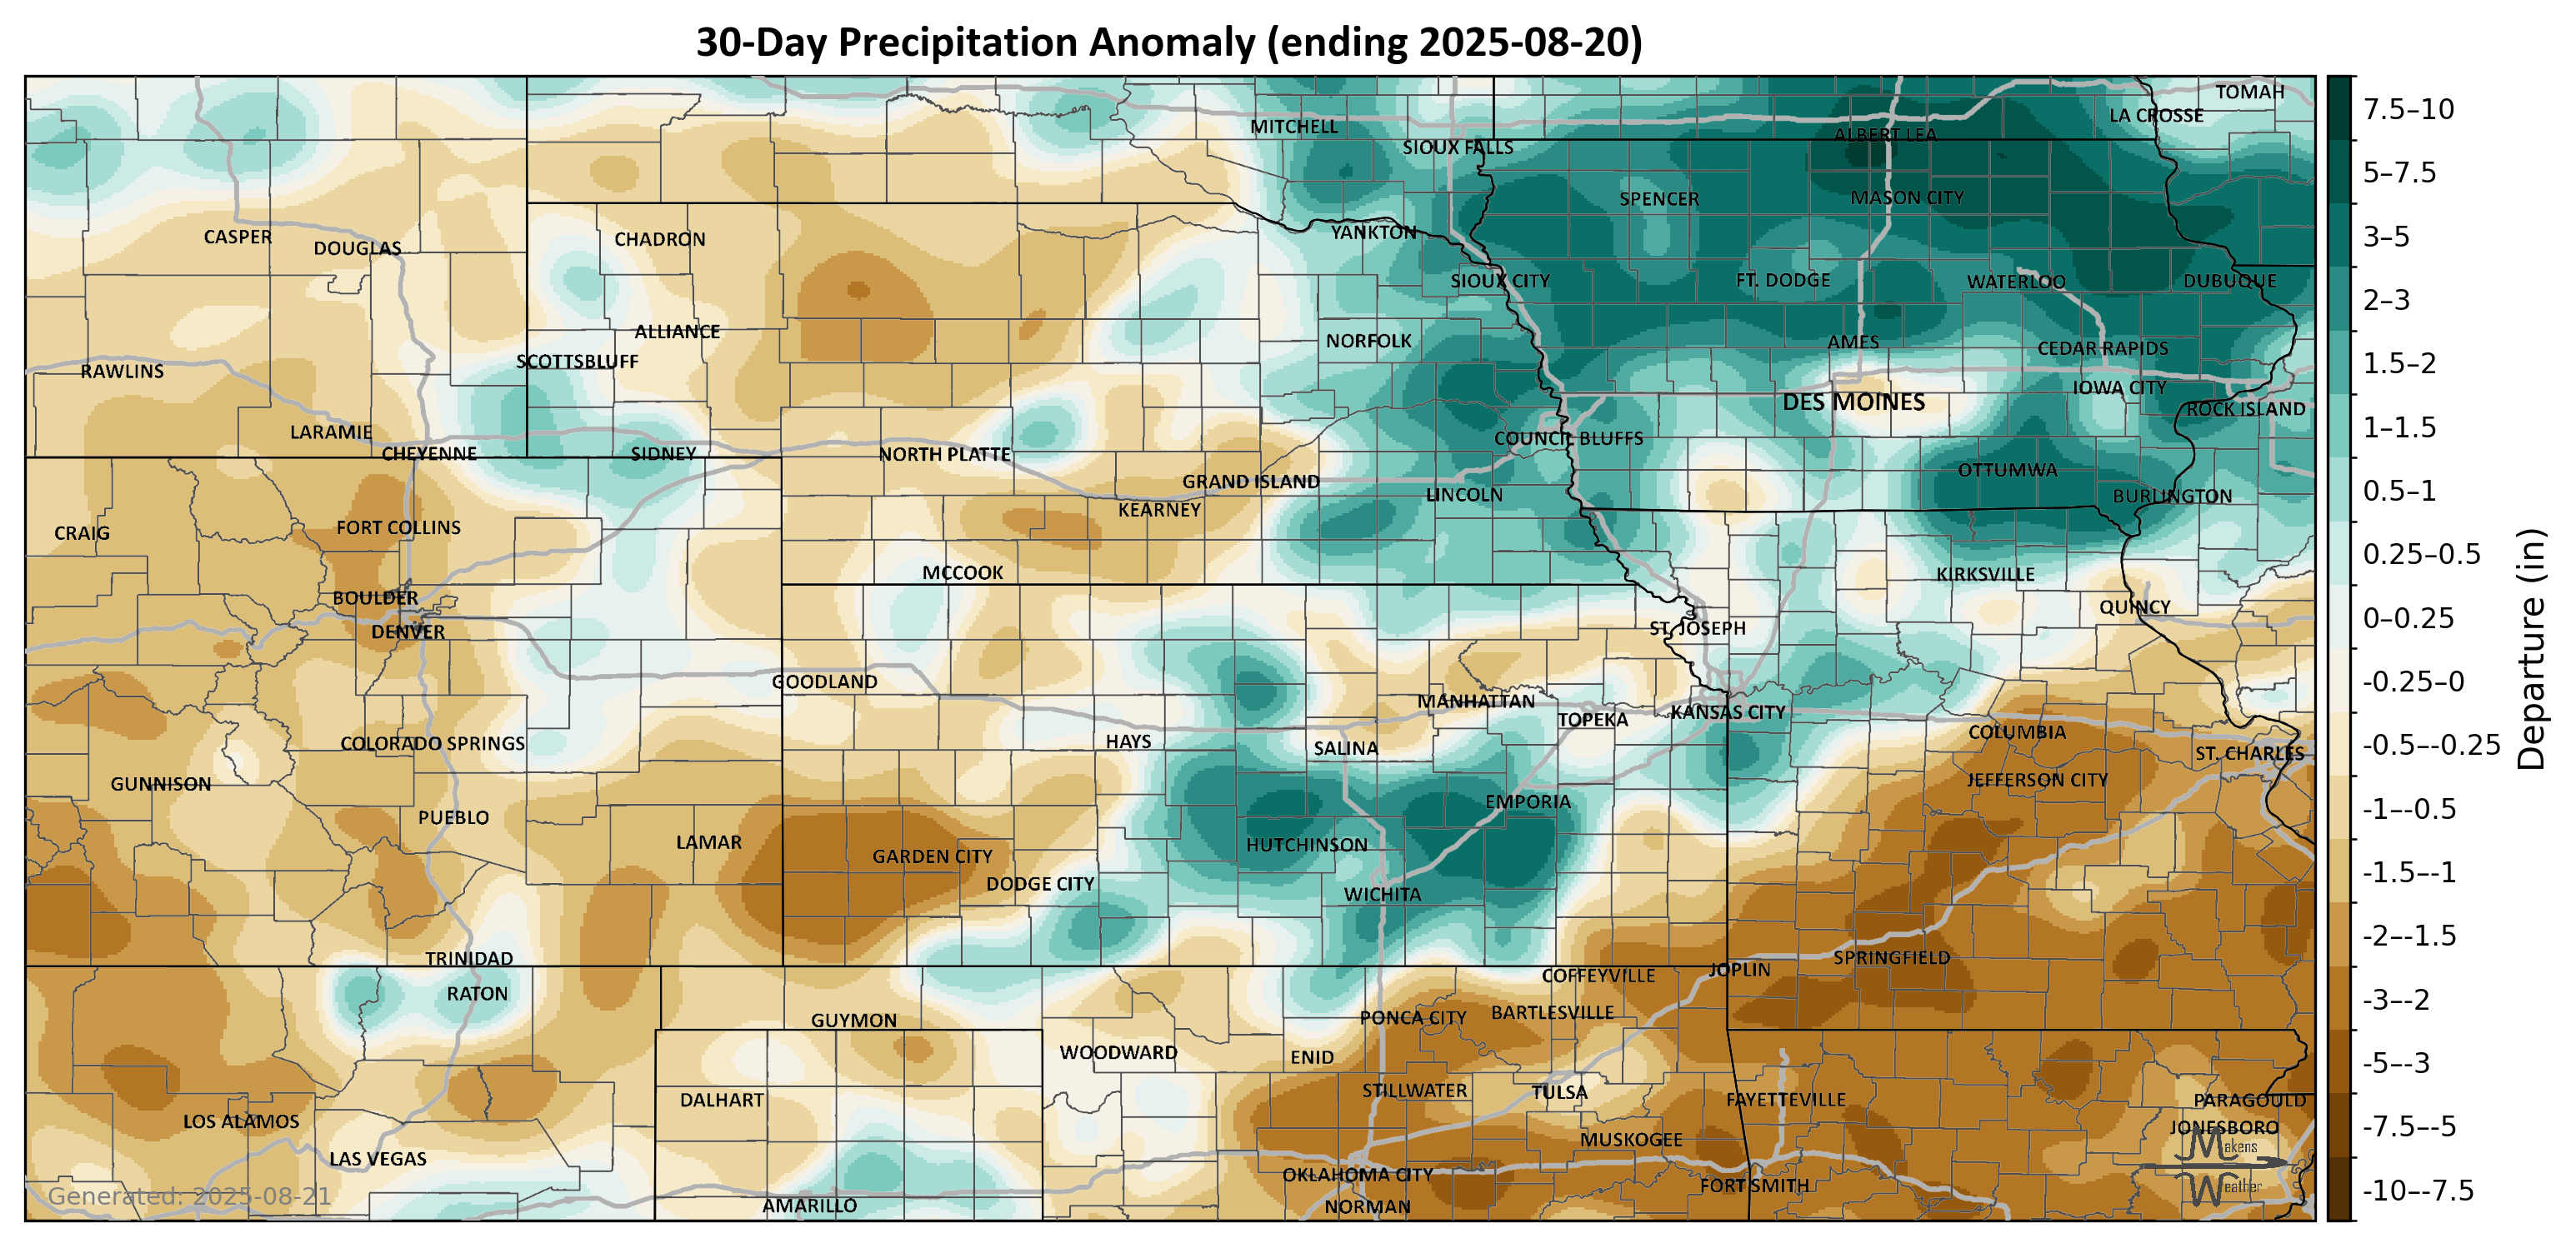 30-Day Precipitation Anomaly (ending 2025-08-20)
TOMAH
LA CROSSE
MITCHELL
ALBERT LEA
SIOUX FALLS
SPENCER
MASON CITY
YANKTON
CASPER
CHADRON
DOUGLAS
SIOUX CITY
FT. DODGE
WATERLOO
DUBUQUE
ALLIANCE
NORFOLK
AMES
CEDAR RAPIDS
SCOTTSBLUFF
RAWLINS
IOWA CITY
DES MOINES
ROCK ISLAND
LARAMIE
COUNCIL BLUFFS
CHEYENNE
SIDNEY
NORTH PLATTE
OTTUMWA
GRAND ISLAND
LINCOLN
BURLINGTON
KEARNEY
CRAIG
FORT COLLINS
MCCOOK
KIRKSVILLE
BOULDER
QUINCY
DENVER
ST. JOSEPH
GOODLAND
MANHATTAN
KANSAS CITY
TOPEKA
COLUMBIA
COLORADO SPRINGS
HAYS
SALINA
ST. CHARLES
GUNNISON
JEFFERSON CITY
EMPORIA
PUEBLO
LAMAR
HUTCHINSON
GARDEN CITY
DODGE CITY
WICHITA
TRINIDAD
SPRINGFIELD
JOPLIN
COFFEYVILLE
RATON
BARTLESVILLE
PONCA CITY
GUYMON
WOODWARD
ENID
STILLWATER
TULSA
DALHART
FAYETTEVILLE
PARAGOULD
LOS ALAMOS
JONESBORO
MUSKOGEE
LAS VEGAS
OKLAHOMA CITY
FORT SMITH
AMARILLO
NORMAN
Makens
Weather
Generated: 2025-08-21
7.5–10
5–7.5
3–5
2–3
1.5–2
1–1.5
0.5–1
0.25–0.5
0–0.25
-0.25–0
-0.5–-0.25
-1–-0.5
-1.5–-1
-2–-1.5
-3–-2
-5–-3
-7.5–-5
-10–-7.5
Departure (in)